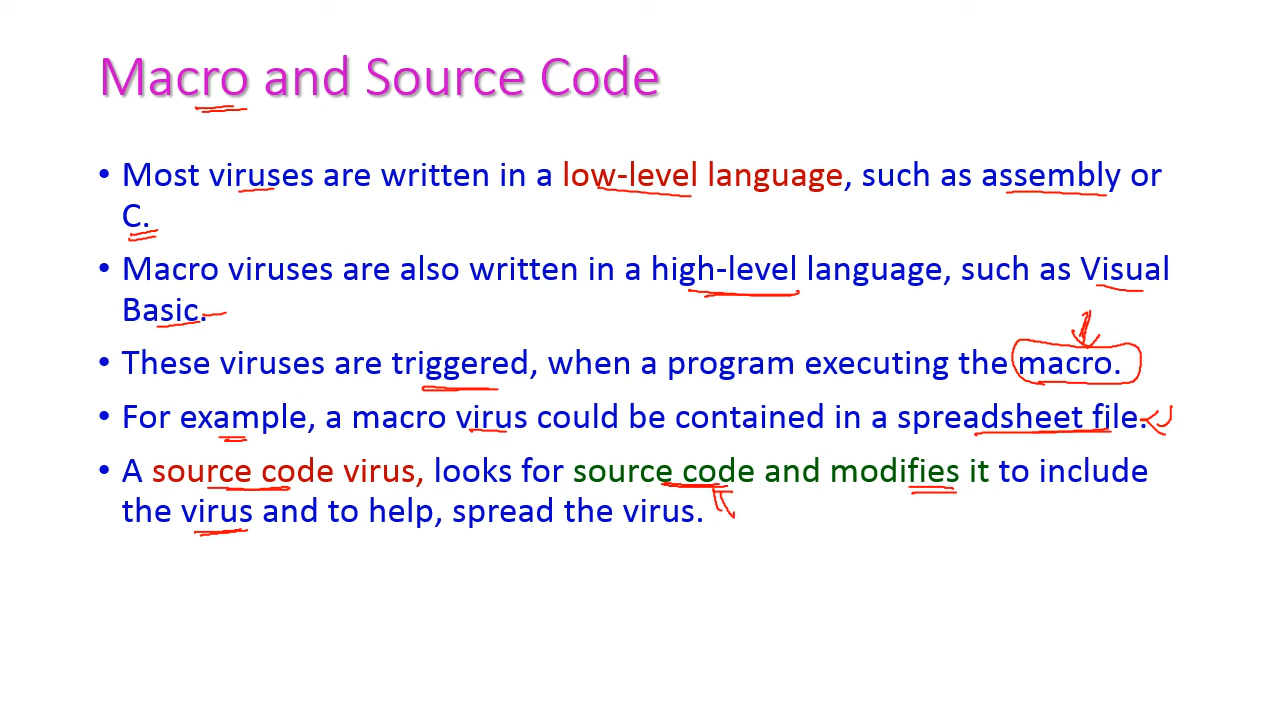 Macro and Source Code
• Most viruses are written in a low-level language, such as assembly or
C.
• Macro viruses are also written in a high-level language, such as Visual
Basic.
• These viruses are triggered, when a program executing the macro.
• For example, a macro virus could be contained in a spreadsheet file.
• A source code virus, looks for source code and modifies it to include
the virus and to help, spread the virus.